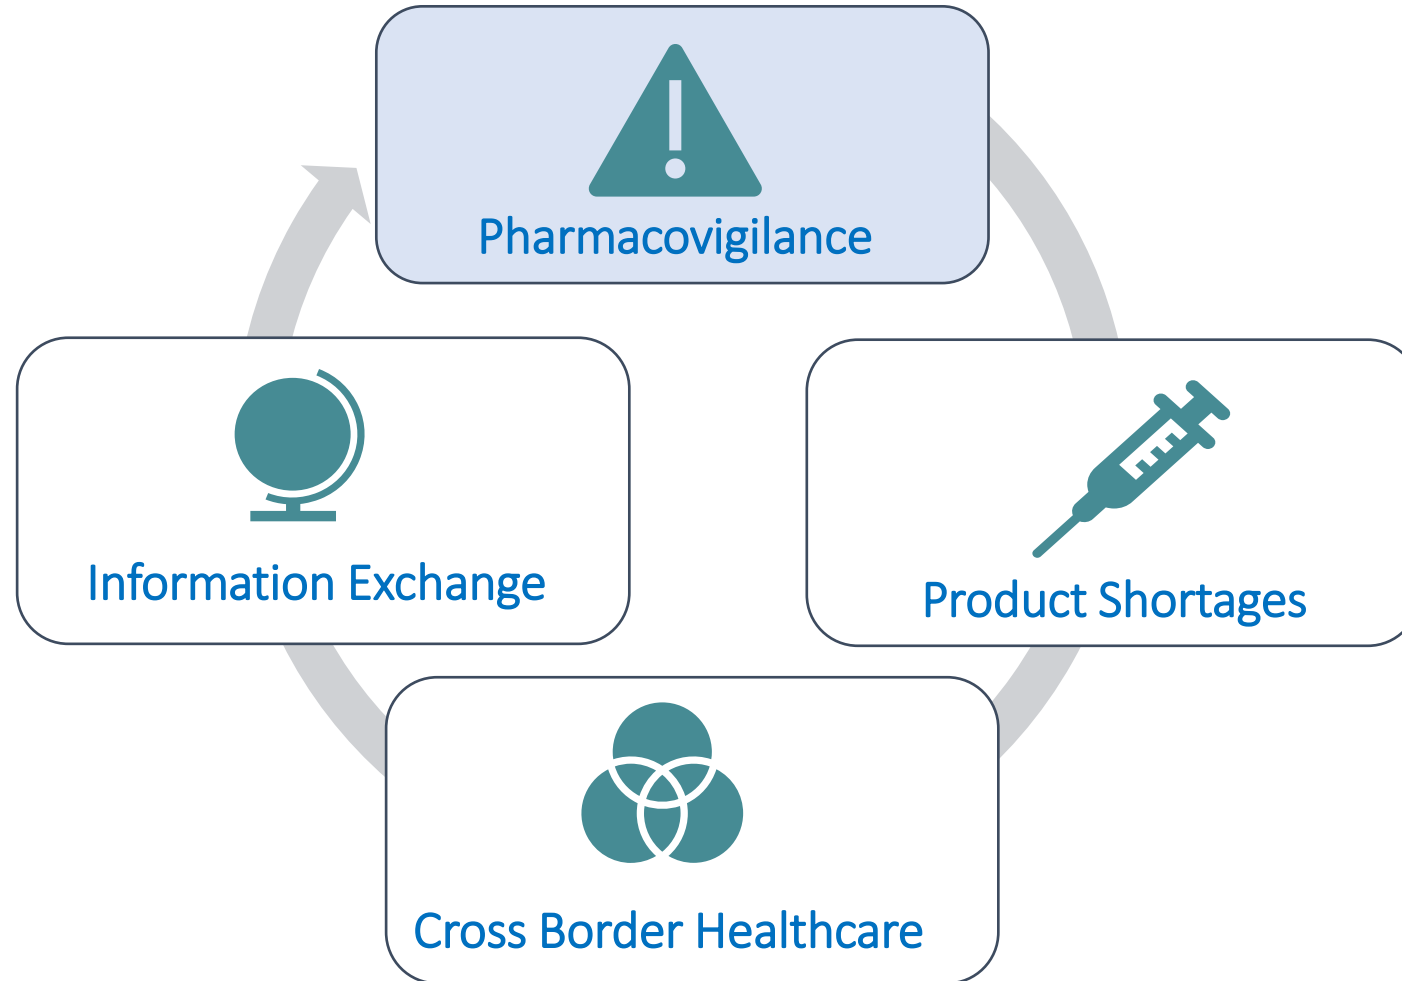 Pharmacovigilance
Information Exchange
Product Shortages
Cross Border Healthcare